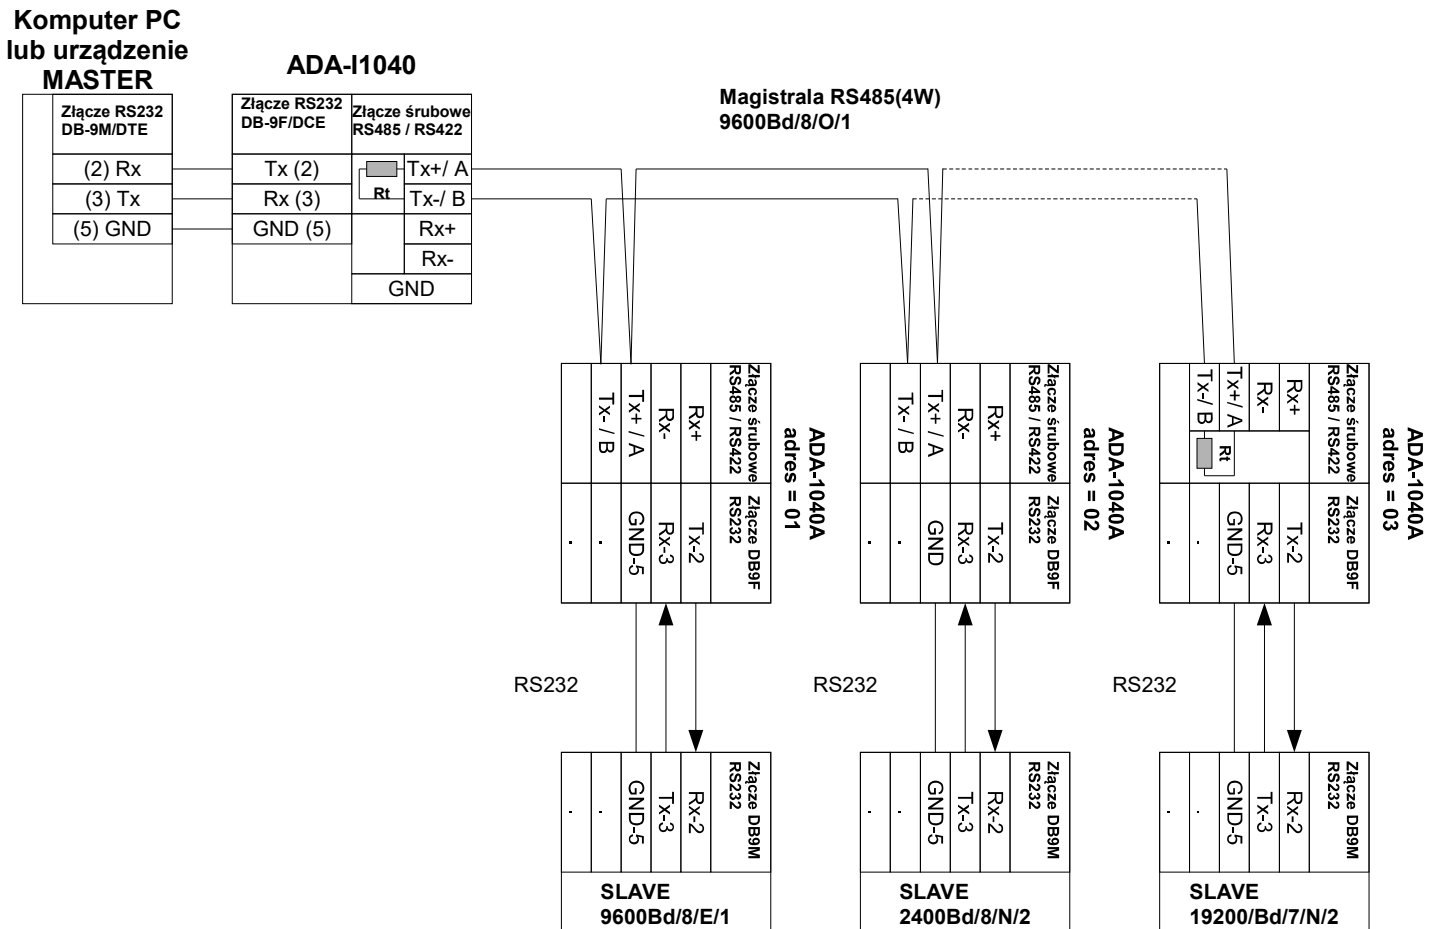 Komputer PC
lub urządzenie
MASTER
ADA-I1040
Złącze RS232
DB-9M/DTE
(2) Rx
(3) Tx
(5) GND
Złącze RS232
DB-9F/DCE
Tx (2)
Rx (3)
GND (5)
Złącze śrubowe
RS485 / RS422
Rt
Tx+/ A
Tx-/ B
Rx+
Rx-
GND
Magistrala RS485(4W)
9600Bd/8/O/1
ADA-1040A
adres = 01
Złącze śrubowe
RS485 / RS422
Rx+
Rx-
Tx+ / A
Tx- / B
Złącze DB9F
RS232
Tx-2
Rx-3
GND-5
.
.
RS232
Złącze DB9M
RS232
Rx-2
Tx-3
GND-5
.
.
SLAVE
9600Bd/8/E/1
ADA-1040A
adres = 02
Złącze śrubowe
RS485 / RS422
Rx+
Rx-
Tx+ / A
Tx- / B
Złącze DB9F
RS232
Tx-2
Rx-3
GND
.
.
RS232
Złącze DB9M
RS232
Rx-2
Tx-3
GND-5
.
.
SLAVE
2400Bd/8/N/2
ADA-1040A
adres = 03
Złącze śrubowe
RS485 / RS422
Rx+
Rx-
Tx+/ A
Tx-/ B
Rt
Złącze DB9F
RS232
Tx-2
Rx-3
GND-5
.
.
RS232
Złącze DB9M
RS232
Rx-2
Tx-3
GND-5
.
.
SLAVE
19200/Bd/7/N/2